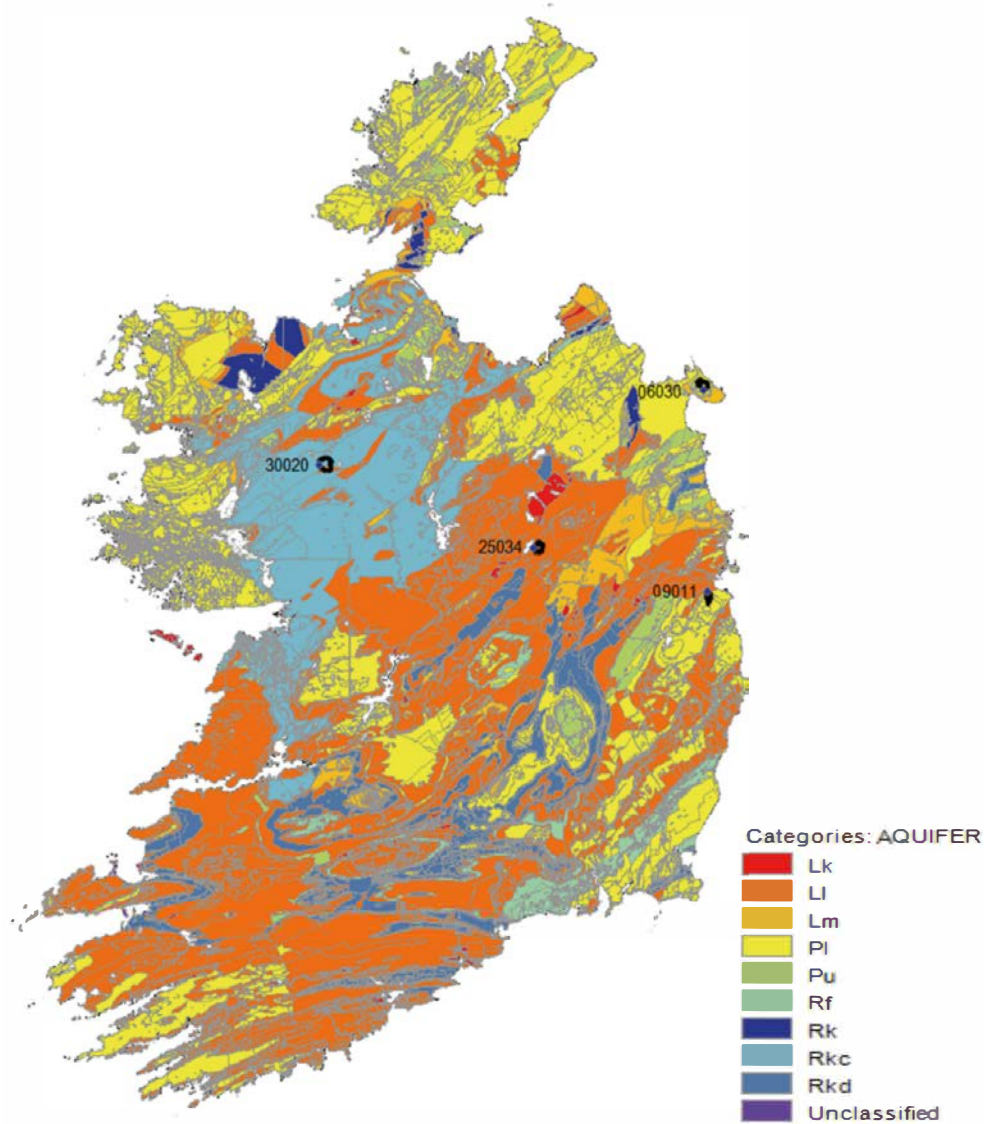 06030
30020
25034
09011
Categories: AQUIFER
Lk
Ll
Lm
Pl
Pu
Rf
Rk
Rkc
Rkd
Unclassified